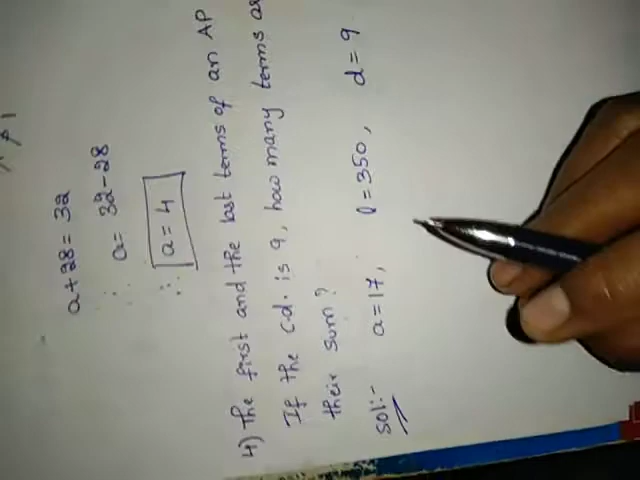 a + 28 = 32
∴ a = 32 - 28
∴ a = 4
4) The first and the last terms of an AP
If the c.d. is 9, how many terms
their sum?
Sol:- a = 17, l = 350, d = 9